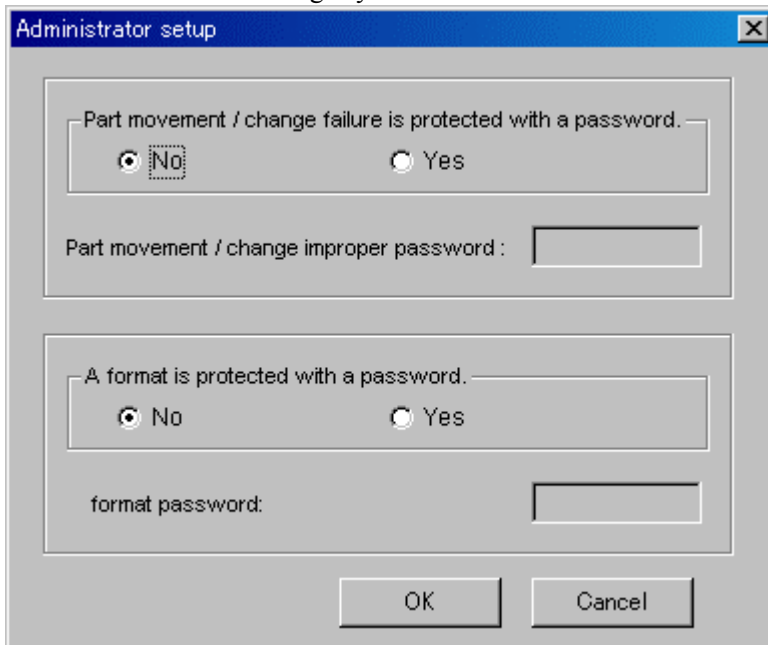 Administrator setup
Part movement / change failure is protected with a password.
No Yes
Part movement / change improper password :
A format is protected with a password.
No Yes
format password:
OK Cancel